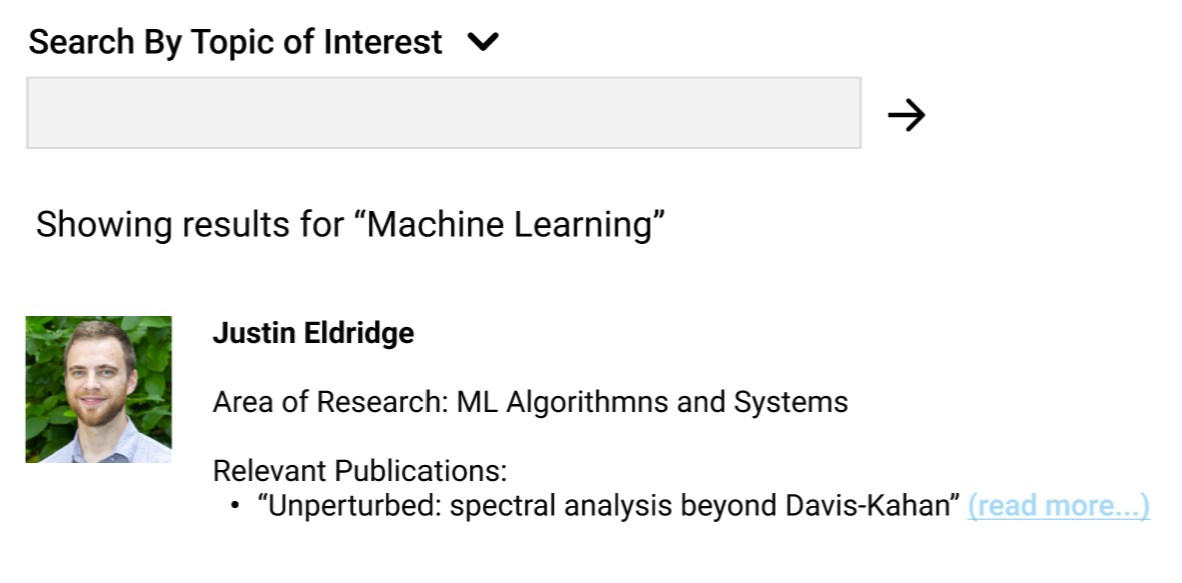 Search By Topic of Interest
Showing results for “Machine Learning”
Justin Eldridge
Area of Research: ML Algorithmns and Systems
Relevant Publications:
• “Unperturbed: spectral analysis beyond Davis-Kahan” (read more...)